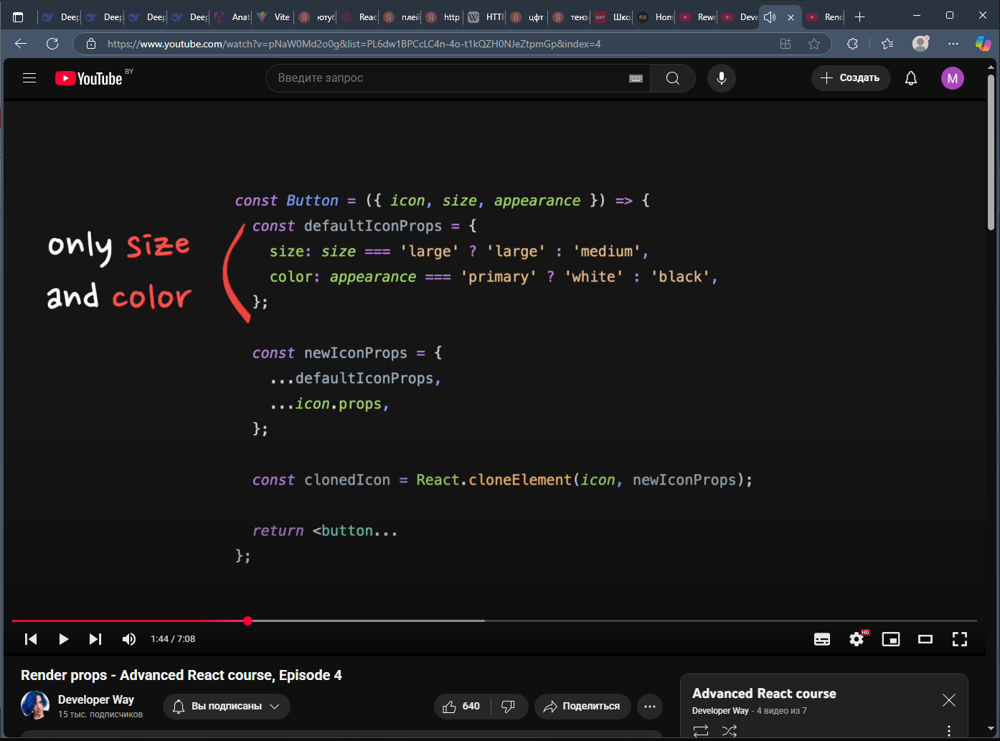 Deep
Deep
Deep
Deep
Anat
Vite
ютуб
Reac
плей
http
HTTP
цфт -
тенз
Шко
Hom
Rewr
Deve
Rend
https://www.youtube.com/watch?v=pNaW0Md2o0g&list=PL6dw1BPCcLC4n-4o-t1kQZH0NJeZtpmGp&index=4
YouTube BY
Введите запрос
Создать
M
const Button = ({ icon, size, appearance }) => {
const defaultIconProps = {
only size
size: size === 'large' ? 'large' : 'medium',
color: appearance === 'primary' ? 'white' : 'black',
and color
};
const newIconProps = {
...defaultIconProps,
...icon.props,
};
const clonedIcon = React.cloneElement(icon, newIconProps);
return <button...
};
1:44 / 7:08
HD
Render props - Advanced React course, Episode 4
Developer Way
15 тыс. подписчиков
Вы подписаны
640
Поделиться
Advanced React course
Developer Way - 4 видео из 7